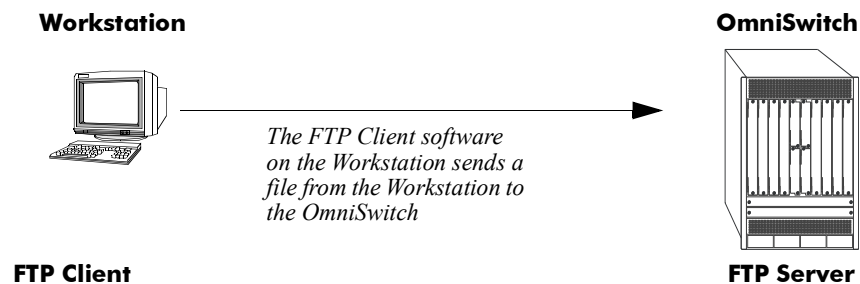 Workstation
OmniSwitch
The FTP Client software
on the Workstation sends a
file from the Workstation to
the OmniSwitch
FTP Client
FTP Server